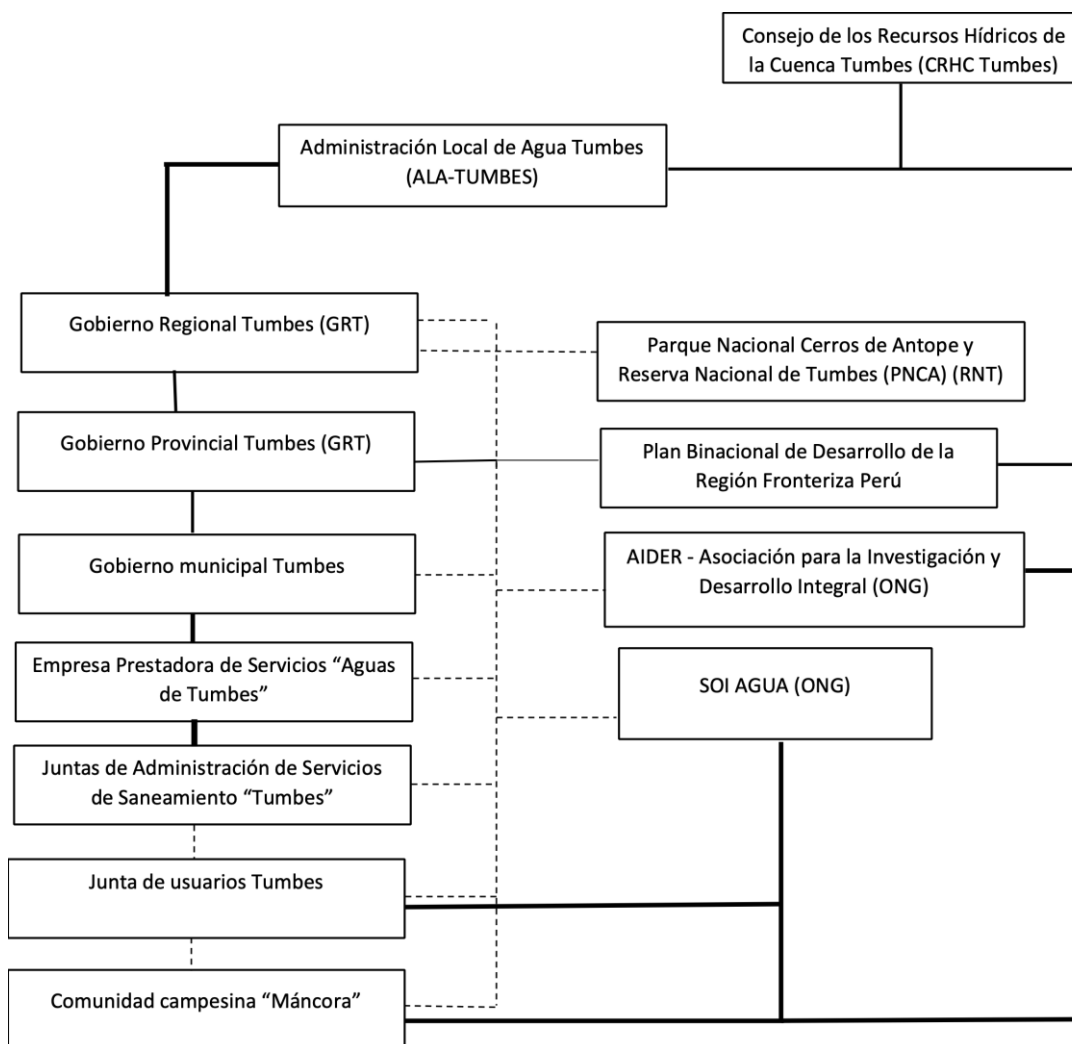 Consejo de los Recursos Hídricos de
la Cuenca Tumbes (CRHC Tumbes)
Administración Local de Agua Tumbes
(ALA-TUMBES)
Gobierno Regional Tumbes (GRT)
Parque Nacional Cerros de Antope y
Reserva Nacional de Tumbes (PNCA) (RNT)
Gobierno Provincial Tumbes (GRT)
Plan Binacional de Desarrollo de la
Región Fronteriza Perú
Gobierno municipal Tumbes
AIDER - Asociación para la Investigación y
Desarrollo Integral (ONG)
Empresa Prestadora de Servicios “Aguas
de Tumbes”
SOI AGUA (ONG)
Juntas de Administración de Servicios
de Saneamiento “Tumbes”
Junta de usuarios Tumbes
Comunidad campesina “Máncora”